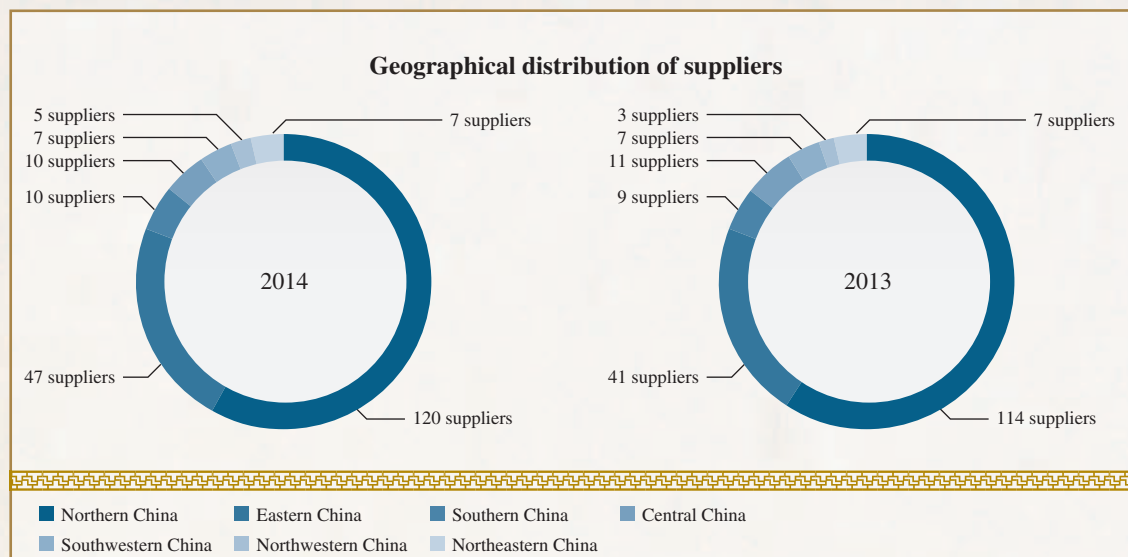 Geographical distribution of suppliers
5 suppliers
7 suppliers
7 suppliers
10 suppliers
10 suppliers
2014
47 suppliers
120 suppliers
3 suppliers
7 suppliers
7 suppliers
11 suppliers
9 suppliers
2013
41 suppliers
114 suppliers
Northern China
Eastern China
Southern China
Central China
Southwestern China
Northwestern China
Northeastern China